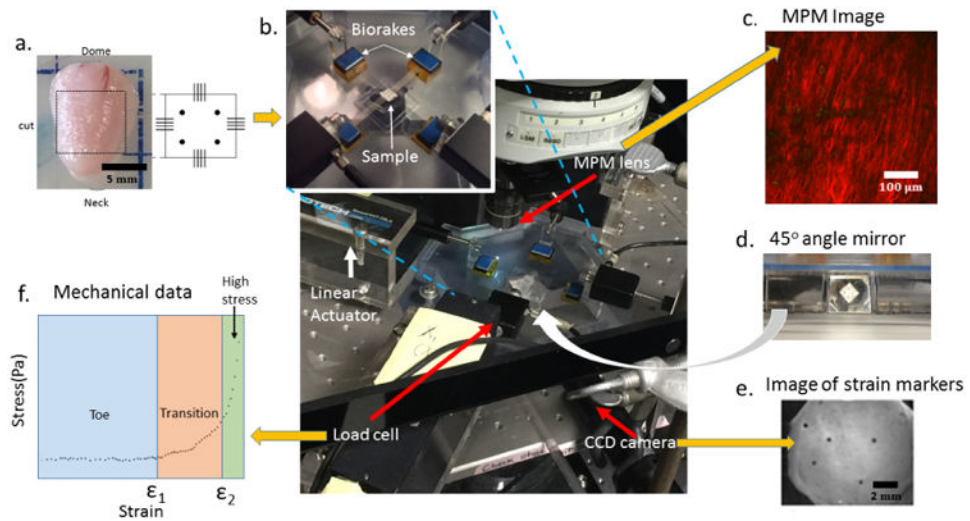 a.
Dome
cut
5 mm
Neck
b.
Biorakes
Sample
c.
MPM Image
100 µm
MPM lens
Linear
Actuator
Load cell
CCD camera
d.
45° angle mirror
e.
Image of strain markers
2 mm
f.
Mechanical data
High
stress
Stress(Pa)
Toe
Transition
ε1
ε2
Strain